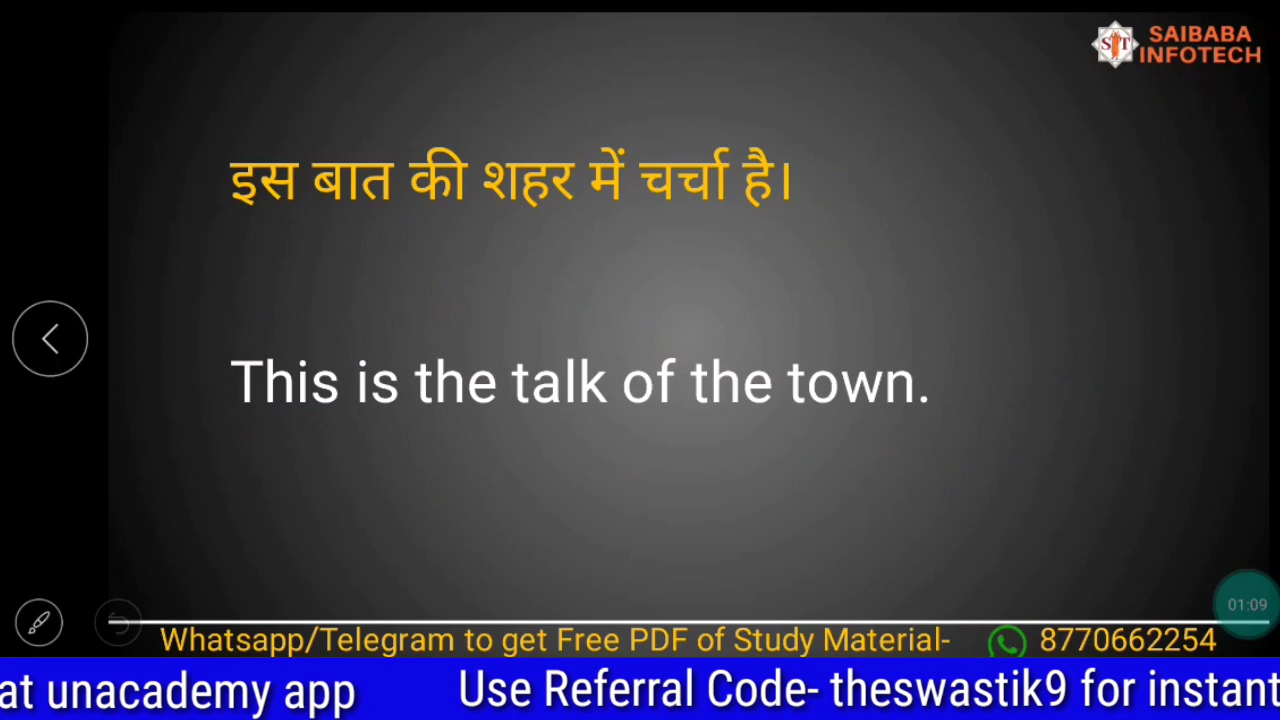 SAIBABA
INFOTECH
SIT
इस बात की शहर में चर्चा है।
This is the talk of the town.
01:09
Whatsapp/Telegram to get Free PDF of Study Material- 8770662254
at unacademy app Use Referral Code- theswastik9 for instant